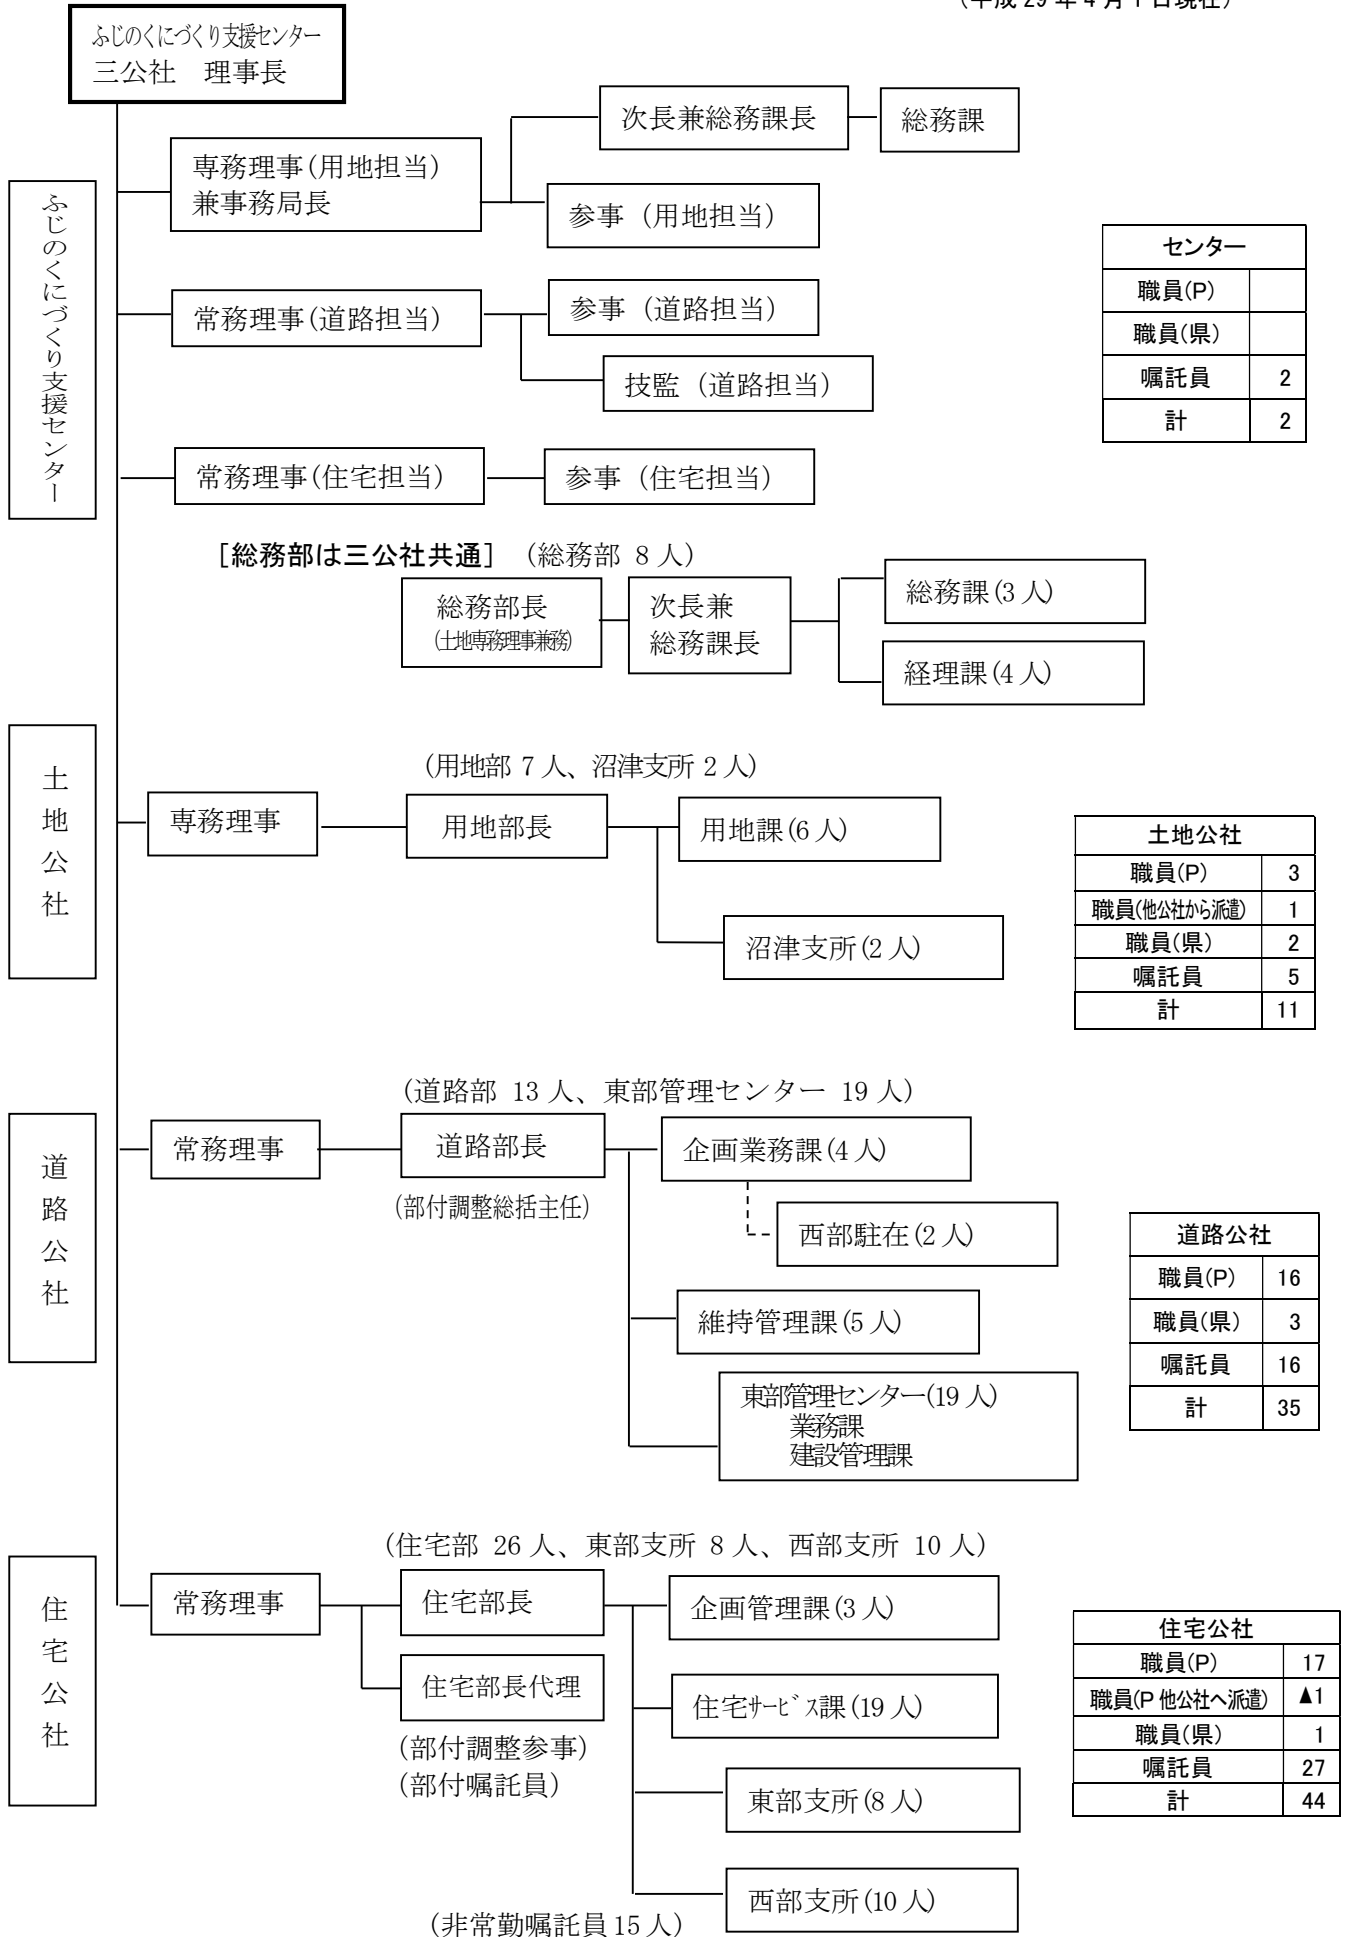 (平成 29 年 4 月 1 日現在)
ふじのくにづくり支援センター
三公社　理事長
次長兼総務課長
総務課
専務理事(用地担当)
兼事務局長
参事（用地担当）
ふじのくにづくり支援センター
常務理事(道路担当)
参事（道路担当）
技監（道路担当）
常務理事(住宅担当)
参事（住宅担当）
センター
職員(P)
職員(県)
嘱託員 2
計 2
[総務部は三公社共通]　(総務部 8 人)
総務部長
(土地専務理事兼務)
次長兼
総務課長
総務課(3 人)
経理課(4 人)
土地公社
(用地部 7 人、沼津支所 2 人)
専務理事
用地部長
用地課(6 人)
沼津支所(2 人)
土地公社
職員(P) 3
職員(他公社から派遣) 1
職員(県) 2
嘱託員 5
計 11
道路公社
(道路部 13 人、東部管理センター 19 人)
常務理事
道路部長
(部付調整総括主任)
企画業務課(4 人)
西部駐在(2 人)
維持管理課(5 人)
東部管理センター(19 人)
業務課
建設管理課
道路公社
職員(P) 16
職員(県) 3
嘱託員 16
計 35
住宅公社
(住宅部 26 人、東部支所 8 人、西部支所 10 人)
常務理事
住宅部長
住宅部長代理
(部付調整参事)
(部付嘱託員)
企画管理課(3 人)
住宅ｻｰﾋﾞｽ課(19 人)
東部支所(8 人)
西部支所(10 人)
(非常勤嘱託員 15 人)
住宅公社
職員(P) 17
職員(P 他公社へ派遣) ▲1
職員(県) 1
嘱託員 27
計 44